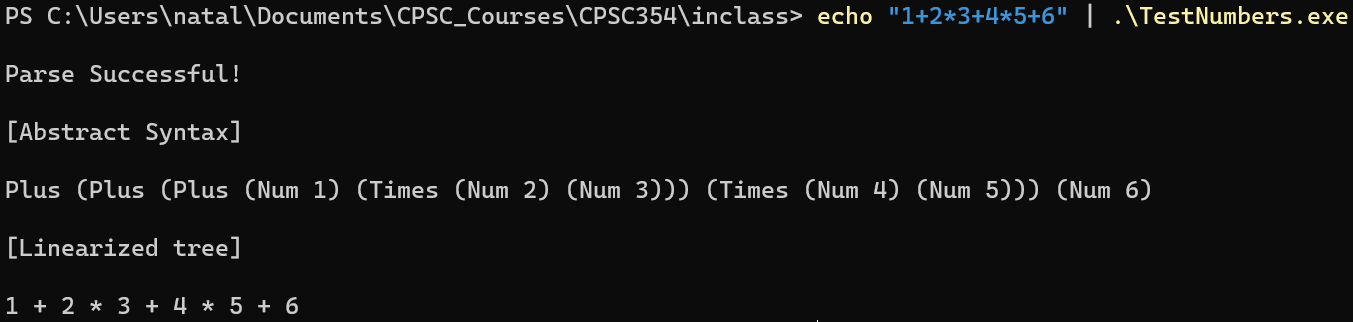 PS C:\Users\natal\Documents\CPSC_Courses\CPSC354\inclass> echo "1+2*3+4*5+6" | .\TestNumbers.exe
Parse Successful!
[Abstract Syntax]
Plus (Plus (Plus (Num 1) (Times (Num 2) (Num 3))) (Times (Num 4) (Num 5))) (Num 6)
[Linearized tree]
1 + 2 * 3 + 4 * 5 + 6